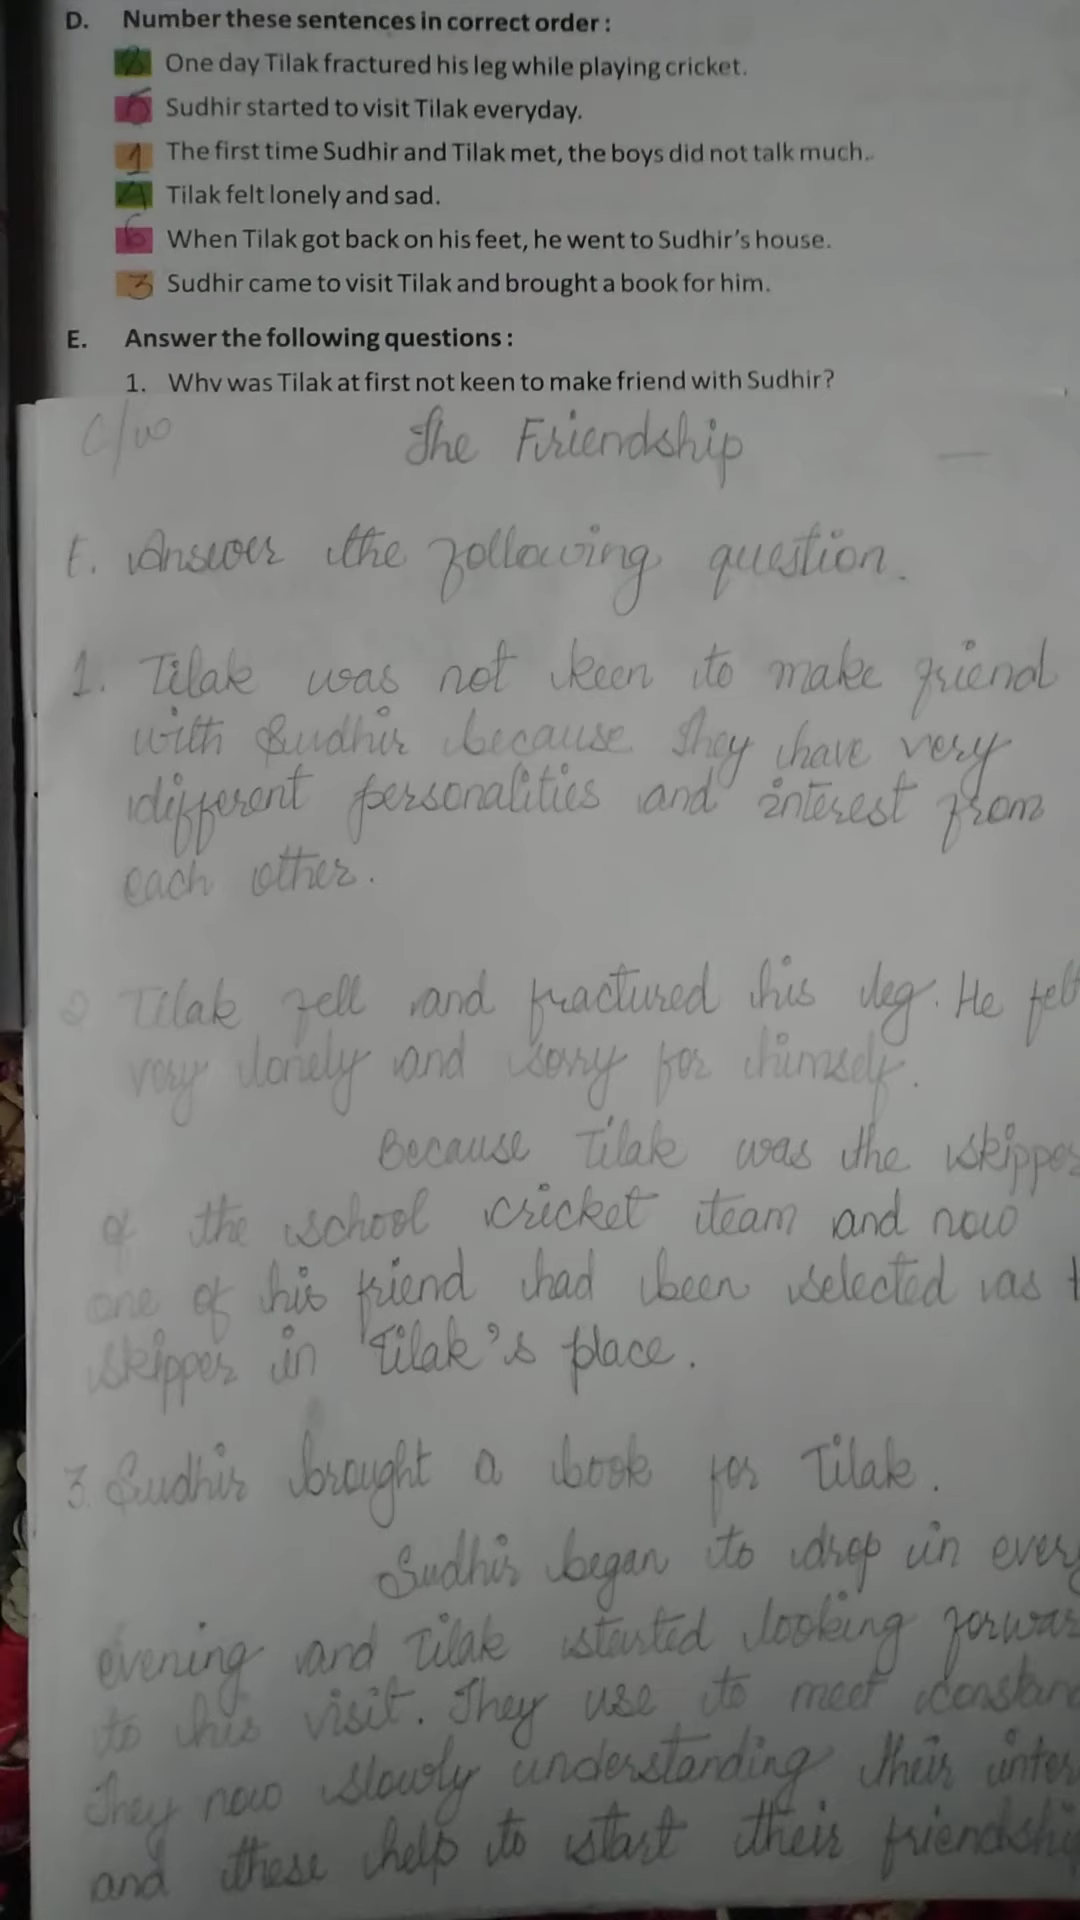 D. Number these sentences in correct order :
2 One day Tilak fractured his leg while playing cricket.
5 Sudhir started to visit Tilak everyday.
1 The first time Sudhir and Tilak met, the boys did not talk much..
4 Tilak felt lonely and sad.
6 When Tilak got back on his feet, he went to Sudhir's house.
3 Sudhir came to visit Tilak and brought a book for him.
E. Answer the following questions :
1. Why was Tilak at first not keen to make friend with Sudhir?
C/W The Friendship
E. Answer the following question.
1. Tilak was not keen to make friend
with Sudhir because they have very
different personalities and interest from
each other.
2 Tilak fell and fractured his leg. He felt
very lonely and sorry for himself.
Because Tilak was the skipper
of the school cricket team and now
one of his friend had been selected as t
skipper in Tilak's place.
3. Sudhir brought a book for Tilak.
Sudhir began to drop in every
evening and Tilak started looking forwar
to his visit. They use to meet constan
They now slowly understanding their inter
and these help to start their friendship